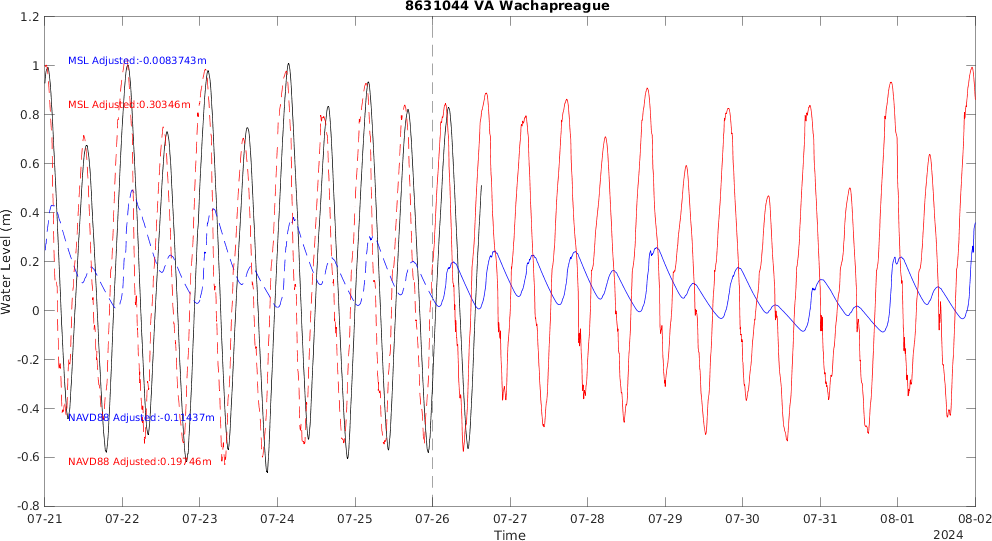 8631044 VA Wachapreague
1.2
1
0.8
0.6
0.4
0.2
0
-0.2
-0.4
-0.6
-0.8
Water Level (m)
MSL Adjusted:-0.0083743m
MSL Adjusted:0.30346m
NAVD88 Adjusted:-0.11437m
NAVD88 Adjusted:0.19746m
07-21 07-22 07-23 07-24 07-25 07-26 07-27 07-28 07-29 07-30 07-31 08-01 08-02
Time
2024